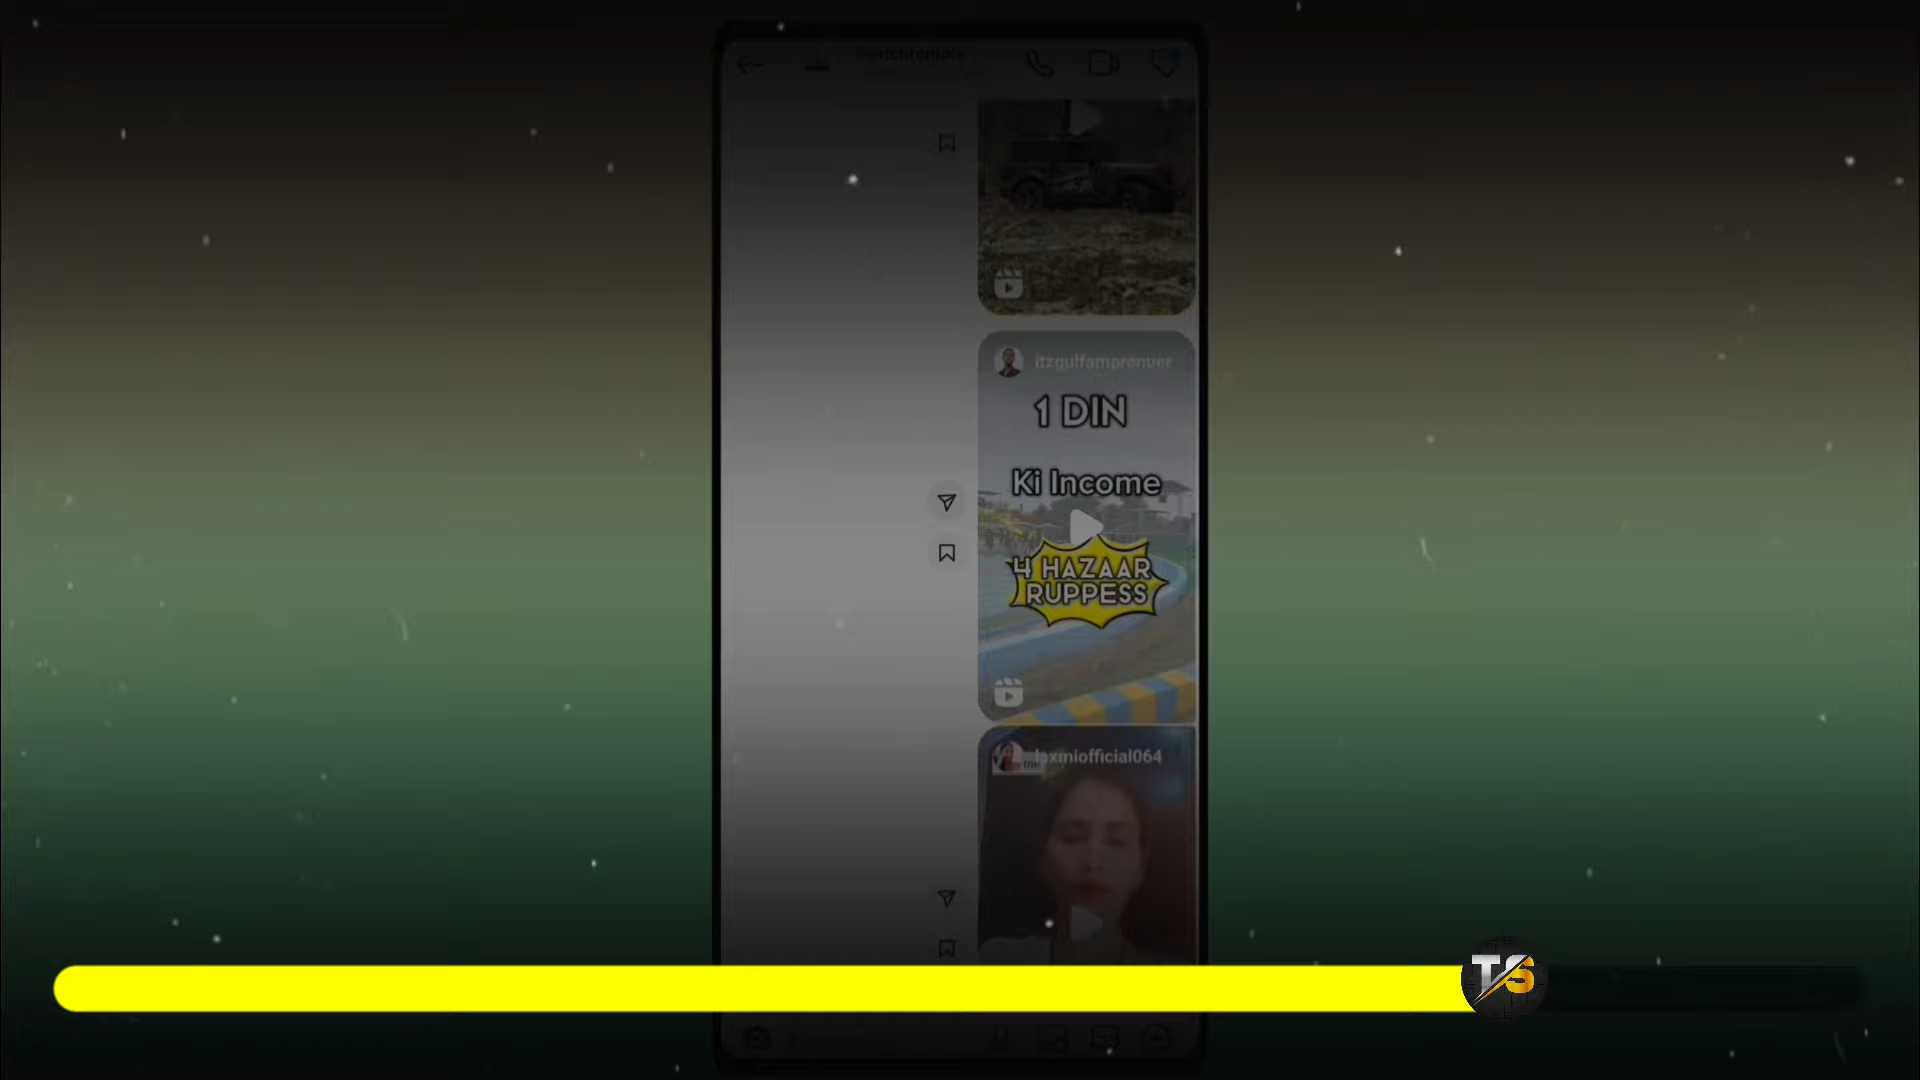 itzgulfamprenuer
1 DIN
Ki Income
4 HAZAAR
RUPPESS
laxmiofficial064
TS